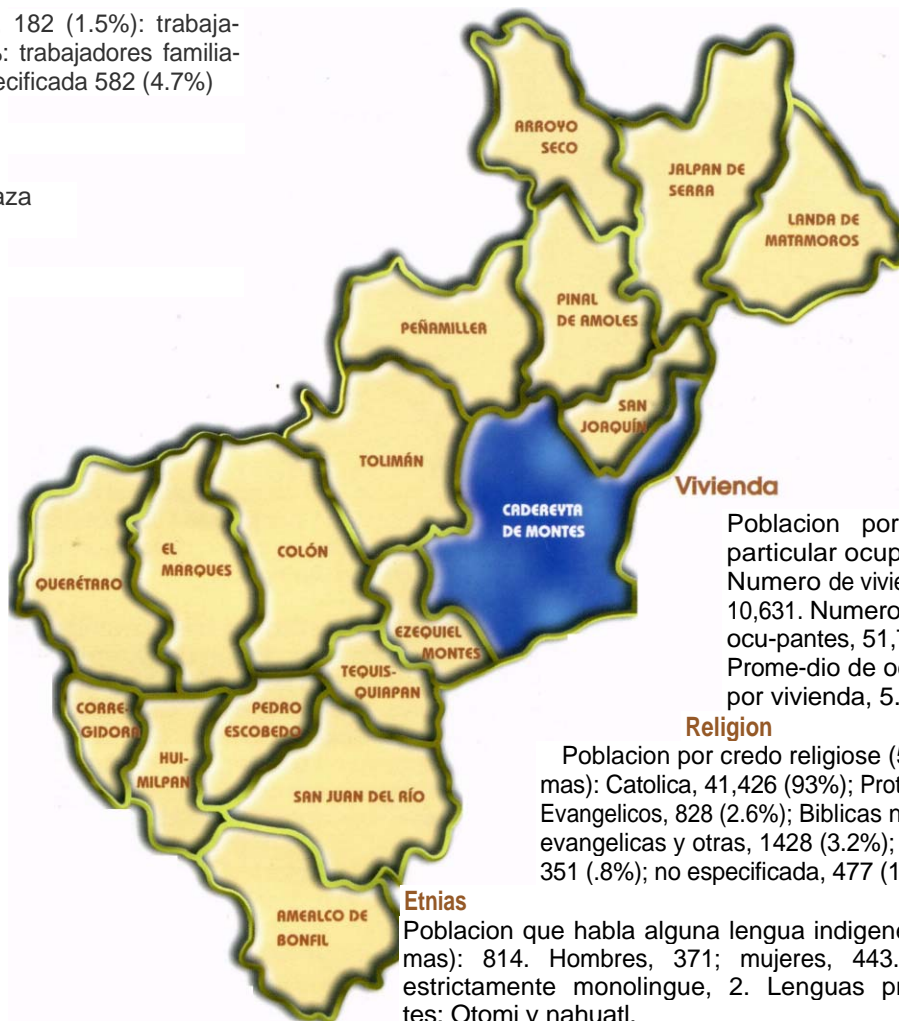 182 (1.5%): trabaja-
trabajadores familia-
ecificada 582 (4.7%)
ARROYO
SECO
JALPAN DE
SERRA
LANDA DE
MATAMOROS
PEÑAMILLER
PINAL
DE AMOLES
SAN
JOAQUÍN
TOLIMÁN
CADEREYTA
DE MONTES
QUERÉTARO
EL
MARQUES
COLÓN
EZEQUIEL
MONTES
TEQUIS-
QUIAPAN
CORRE-
GIDORA
PEDRO
ESCOBEDO
HUI-
MILPAN
SAN JUAN DEL RÍO
AMEALCO DE
BONFIL
Vivienda
Poblacion por
particular ocup
Numero de vivie
10,631. Numero
ocu-pantes, 51,
Prome-dio de o
por vivienda, 5.
Religion
Poblacion por credo religiose (5
mas): Catolica, 41,426 (93%); Prot
Evangelicos, 828 (2.6%); Biblicas n
evangelicas y otras, 1428 (3.2%);
351 (.8%); no especificada, 477 (1
Etnias
Poblacion que habla alguna lengua indigen
mas): 814. Hombres, 371; mujeres, 443.
estrictamente monolingue, 2. Lenguas pr
tes: Otomi y nahuatl.